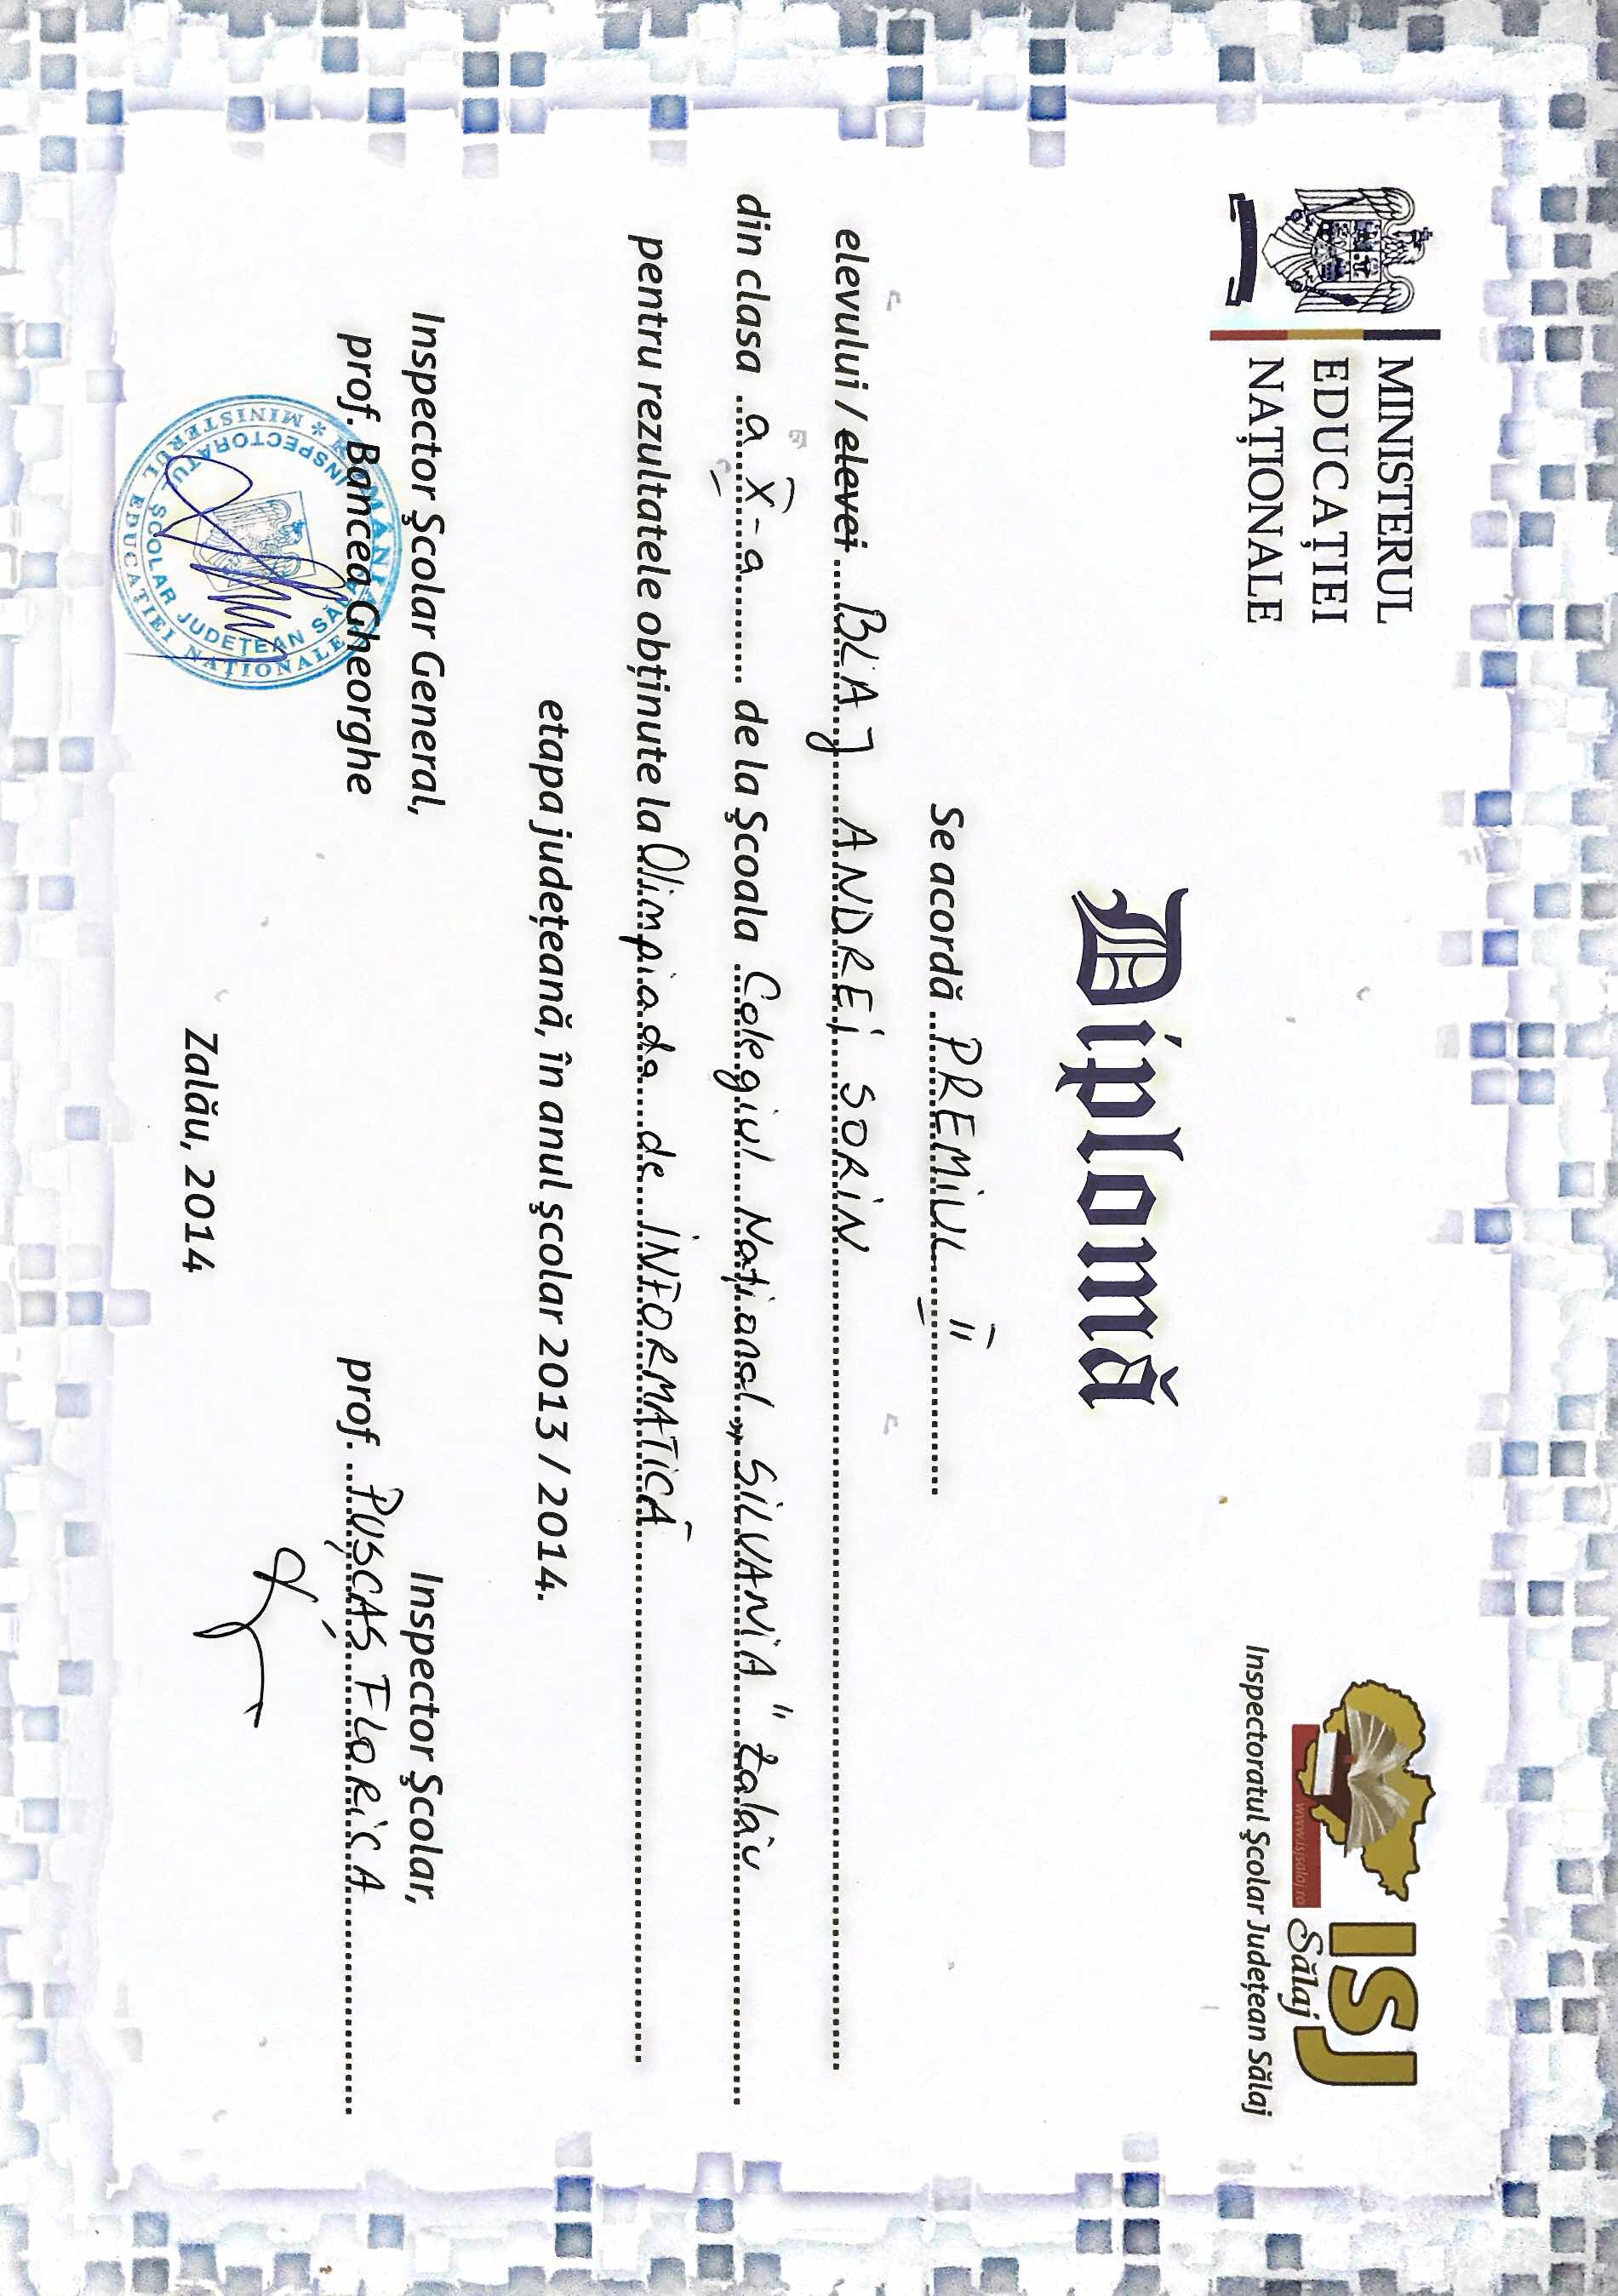 MINISTERUL
EDUCAȚIEI
NAȚIONALE
www.isjsalaj.ro
ISJ
Sălaj
Inspectoratul Școlar Județean Sălaj
Diplomă
Se acordă PREMIUL II
elevului / elevei BLAJ ANDREI SORIN
din clasa a X-a de la Școala Colegiul Național „SILVANIA" Zalău
pentru rezultatele obținute la Olimpiada de INFORMATICĂ
etapa județeană, în anul școlar 2013 / 2014.
Inspector Școlar General,
prof. Bancea Gheorghe
ROMÂNIA * MINISTERUL EDUCAȚIEI NAȚIONALE
INSPECTORATUL ȘCOLAR JUDEȚEAN SĂLAJ
Inspector Școlar,
prof. PUȘCAȘ FLORICA
Zalău, 2014